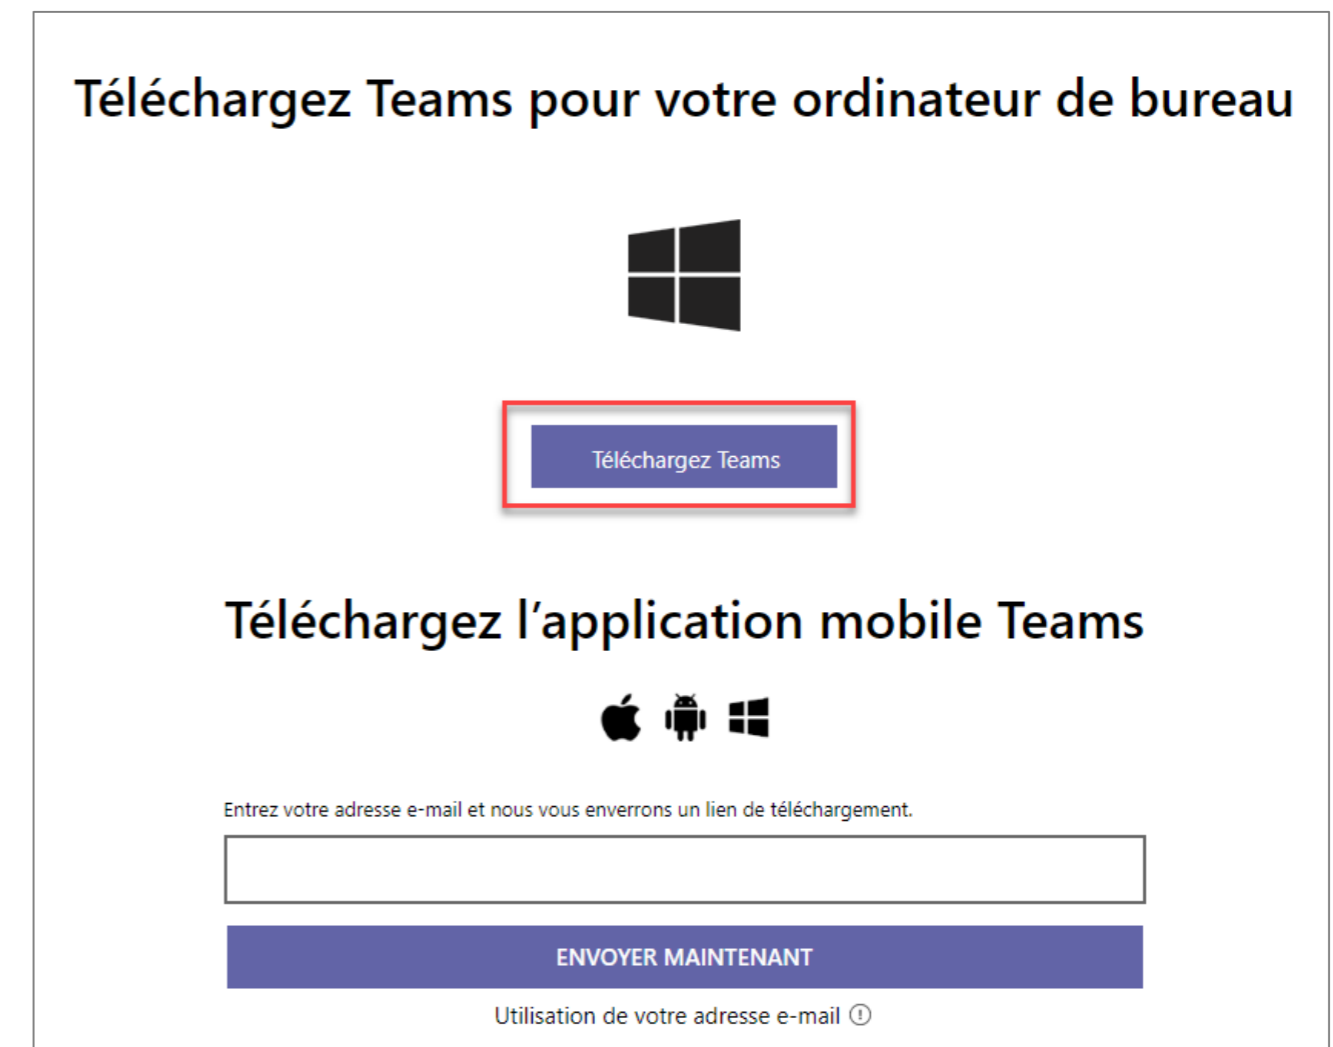 Téléchargez Teams pour votre ordinateur de bureau
Téléchargez Teams
Téléchargez l’application mobile Teams
Entrez votre adresse e-mail et nous vous enverrons un lien de téléchargement.
ENVOYER MAINTENANT
Utilisation de votre adresse e-mail